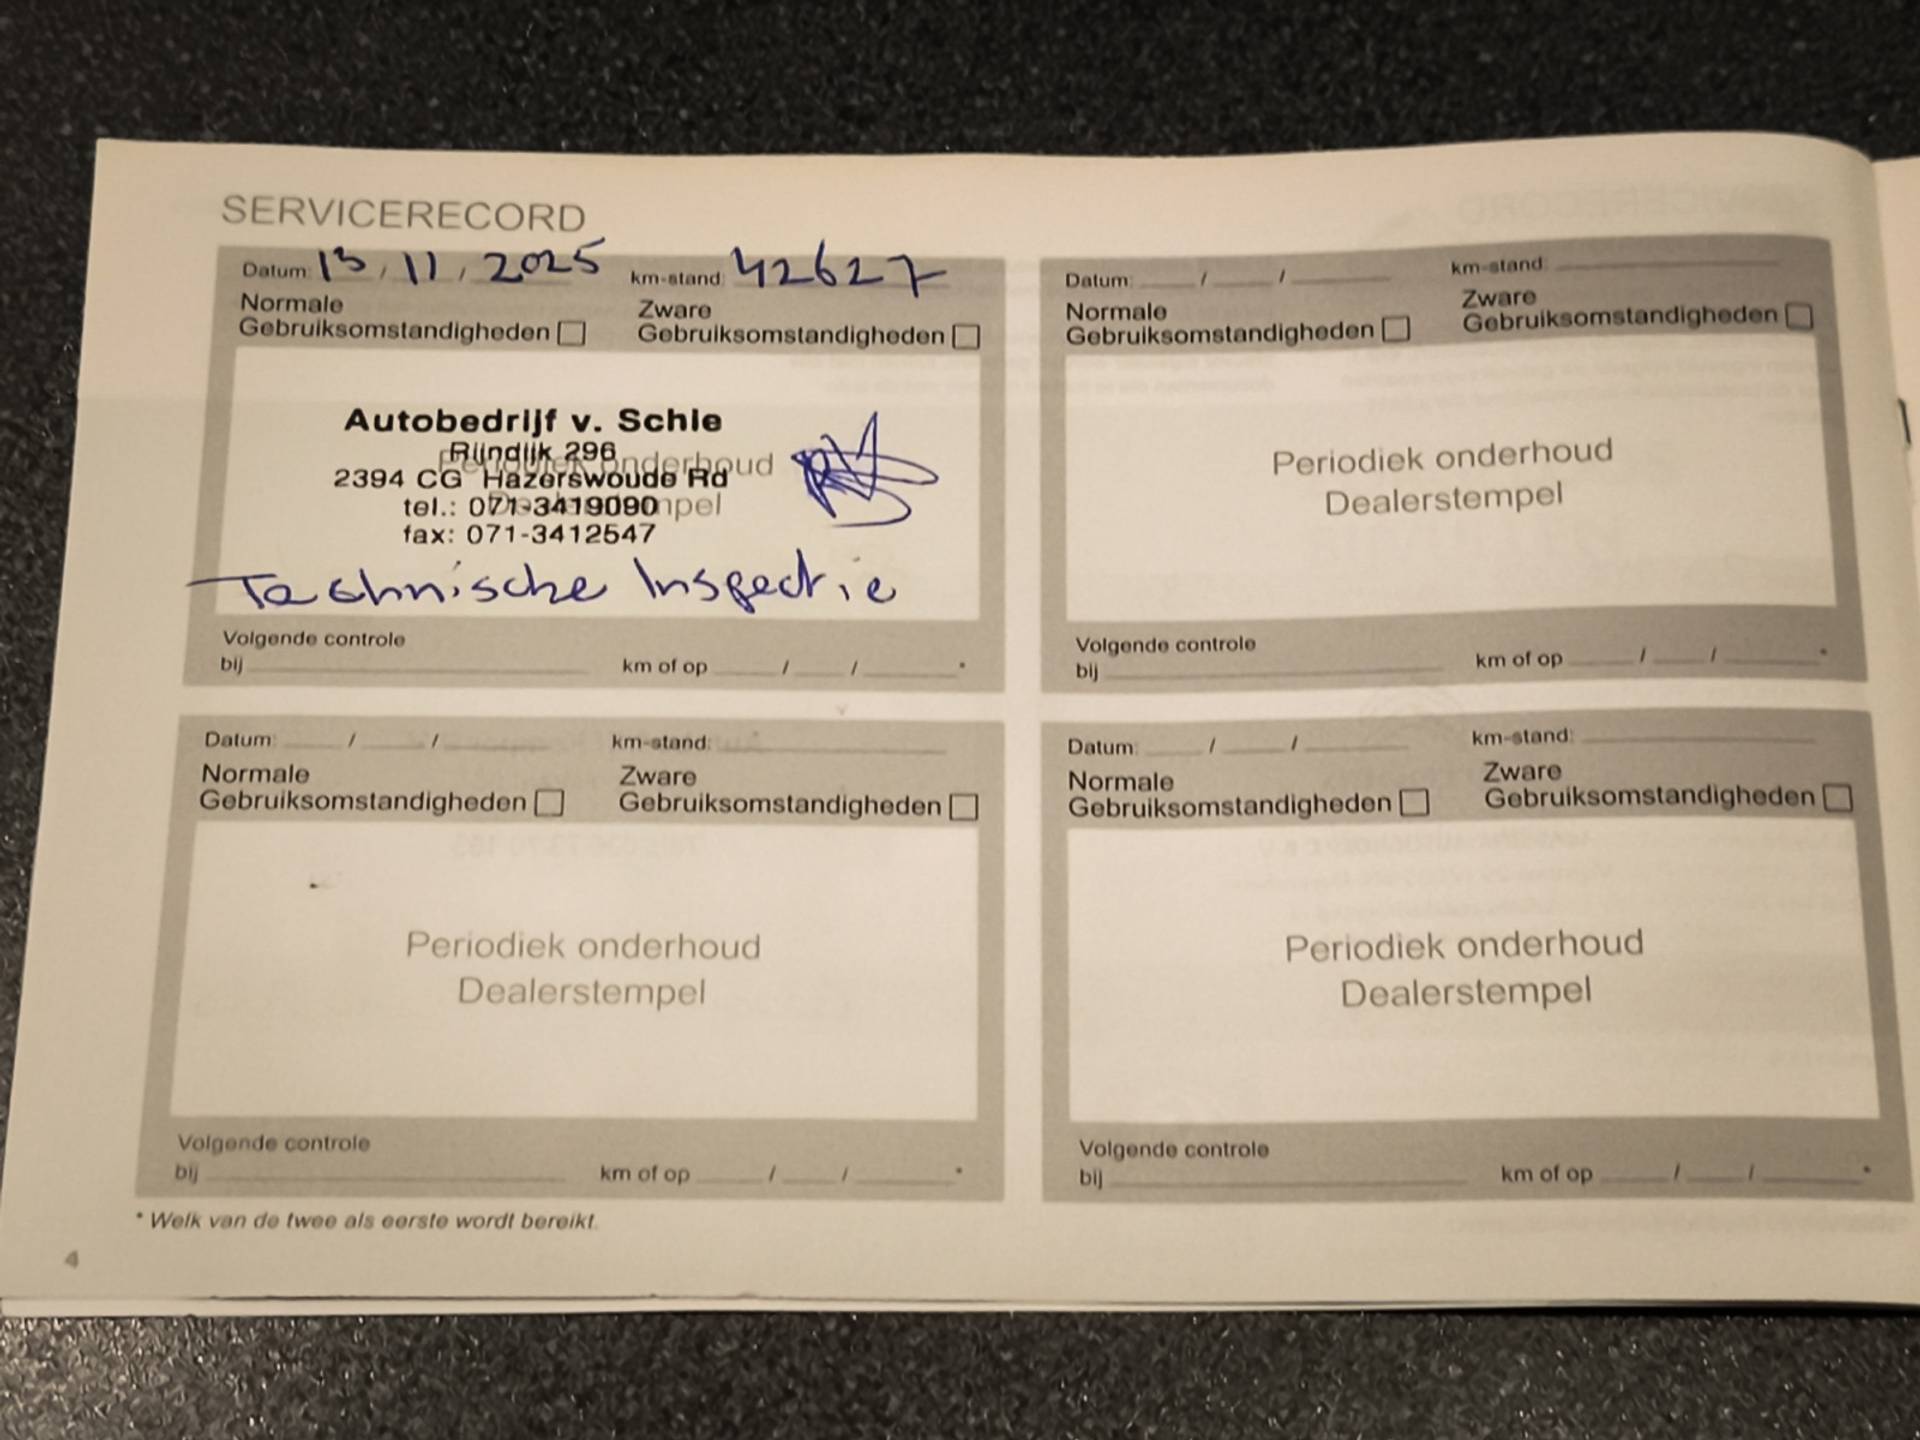 SERVICERECORD
Datum: 13 / 11 / 2025 km-stand: 42627
Normale Zware
Gebruiksomstandigheden Gebruiksomstandigheden
Autobedrijf v. Schie
Rijndijk 296
Periodiek onderhoud
2394 CG Hazerswoude Rd
tel.: 071-3419090
Dealerstempel
fax: 071-3412547
Technische Inspectie
Volgende controle
bij km of op / / *
Datum: / / km-stand:
Normale Zware
Gebruiksomstandigheden Gebruiksomstandigheden
Periodiek onderhoud
Dealerstempel
Volgende controle
bij km of op / / *
Datum: / / km-stand:
Normale Zware
Gebruiksomstandigheden Gebruiksomstandigheden
Periodiek onderhoud
Dealerstempel
Volgende controle
bij km of op / / *
Datum: / / km-stand:
Normale Zware
Gebruiksomstandigheden Gebruiksomstandigheden
Periodiek onderhoud
Dealerstempel
Volgende controle
bij km of op / / *
* Welk van de twee als eerste wordt bereikt.
4